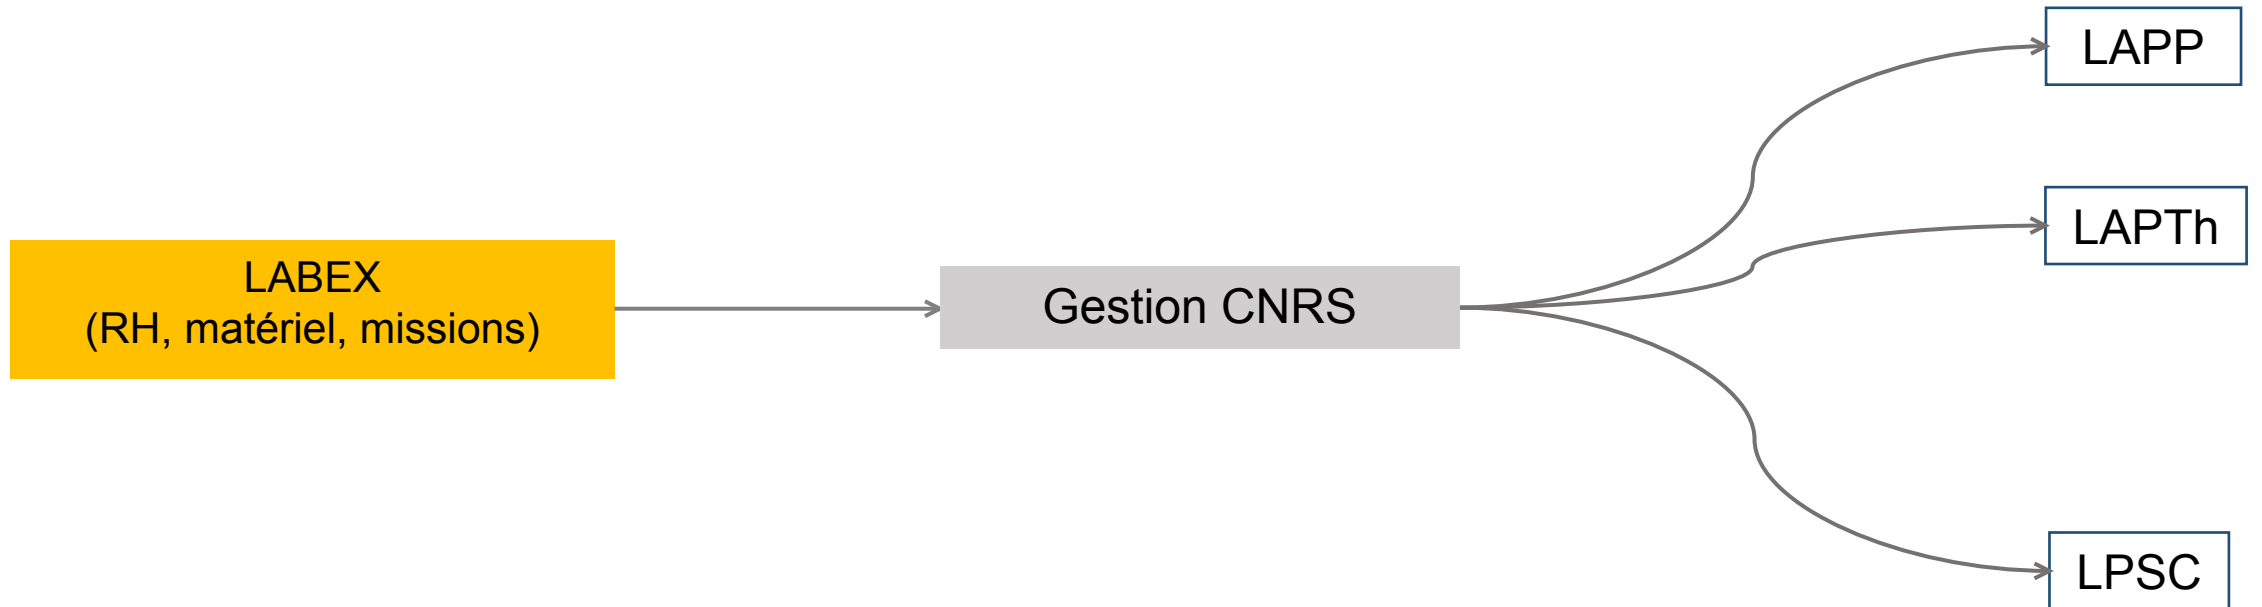 LABEX
(RH, matériel, missions)
Gestion CNRS
LAPP
LAPTh
LPSC